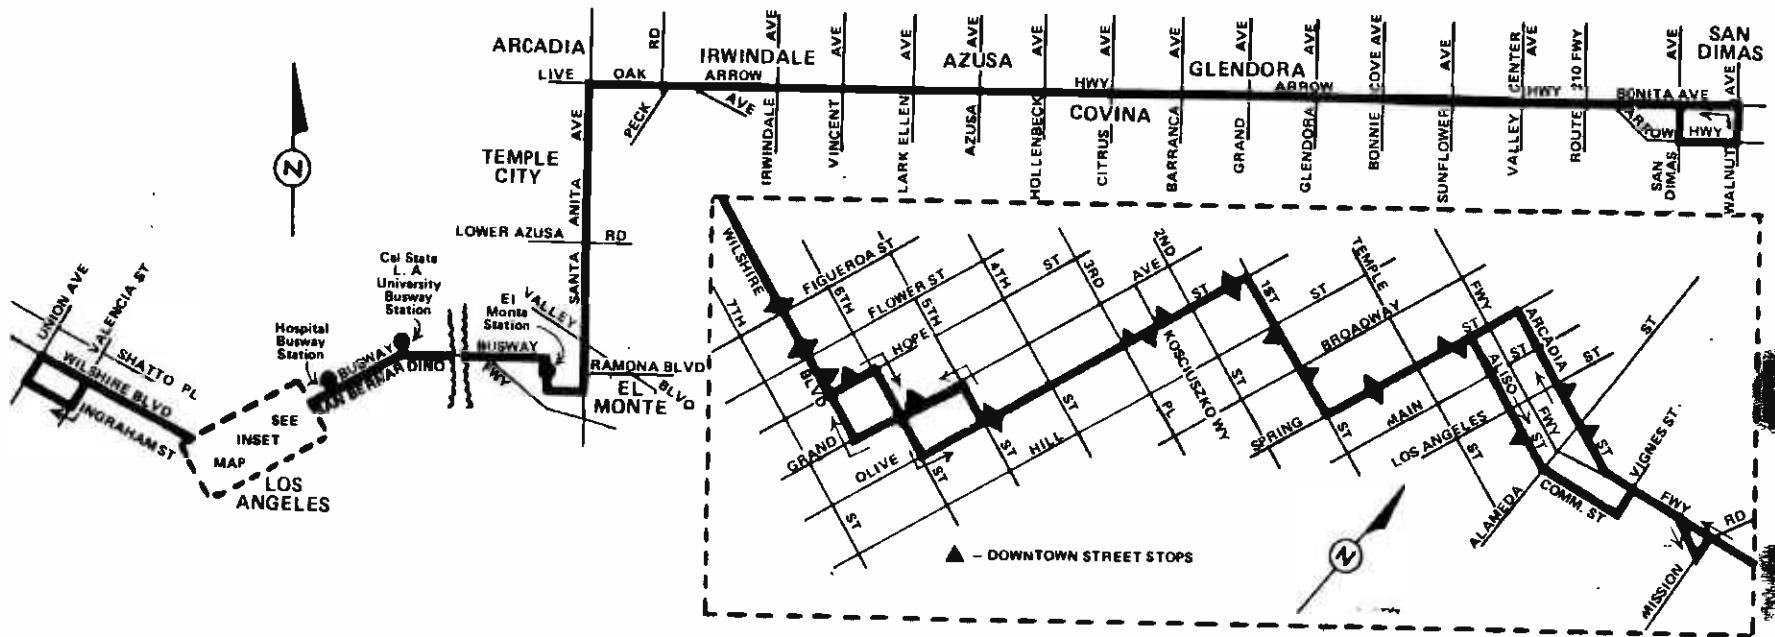 ARCADIA
RD
IRWINDALE
AVE
AVE
AVE
AZUSA
AVE
AVE
AVE
AVE
AVE
GLENDORA
AVE
BONNIE COVE AVE
AVE
VALLEY CENTER AVE
ROUTE 210 FWY
AVE
SAN DIMAS
AVE
LIVE OAK
ARROW
HWY
ARROW
HWY
BONITA AVE
PECK
AVE
IRWINDALE
VINCENT
LARK ELLEN
AZUSA
HOLLENBECK
CITRUS
COVINA
BARRANCA
GRAND
GLENDORA
SUNFLOWER
ARROW HWY
SAN DIMAS
WALNUT
N
TEMPLE CITY
SANTA ANITA AVE
LOWER AZUSA RD
Cal State
L. A
University
Busway
Station
El
Monte
Station
VALLEY BLVD
Hospital
Busway
Station
BUSWAY
BUSWAY
SAN BERNARDINO
FWY
RAMONA BLVD
EL MONTE
UNION AVE
VALENCIA ST
SHATTO PL
WILSHIRE BLVD
INGRAHAM ST
SEE
INSET
MAP
LOS
ANGELES
WILSHIRE BLVD
FIGUEROA ST
FLOWER ST
HOPE ST
GRAND AVE
OLIVE ST
HILL ST
BROADWAY
SPRING ST
MAIN ST
LOS ANGELES ST
7TH ST
6TH ST
5TH ST
4TH ST
3RD ST
2ND ST
1ST ST
KOSCIUSZKO WY
PL
TEMPLE ST
FWY
ARCADIA ST
ALISO ST
FWY
ALAMEDA ST
COMM. ST
VIGNES ST.
FWY
MISSION RD
N
▲ – DOWNTOWN STREET STOPS